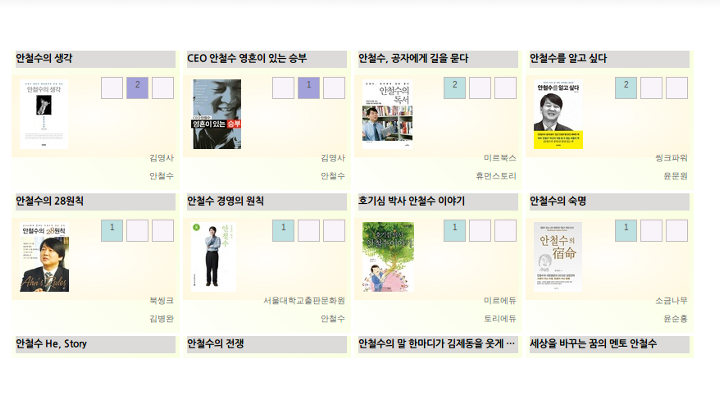 안철수의 생각
CEO 안철수 영혼이 있는 승부
안철수, 공자에게 길을 묻다
안철수를 알고 싶다
안철수의 생각
2
영혼이 있는 승부
1
안철수의
독서
2
안철수를 알고 싶다
2
김영사
안철수
김영사
안철수
미르북스
휴먼스토리
씽크파워
윤문원
안철수의 28원칙
안철수 경영의 원칙
호기심 박사 안철수 이야기
안철수의 숙명
안철수의 28원칙
1
안철수
1
1
안철수의
宿命
1
북씽크
김병완
서울대학교출판문화원
안철수
미르에듀
토리에듀
소금나무
윤순홍
안철수 He, Story
안철수의 전쟁
안철수의 말 한마디가 김제동을 웃게 ...
세상을 바꾸는 꿈의 멘토 안철수